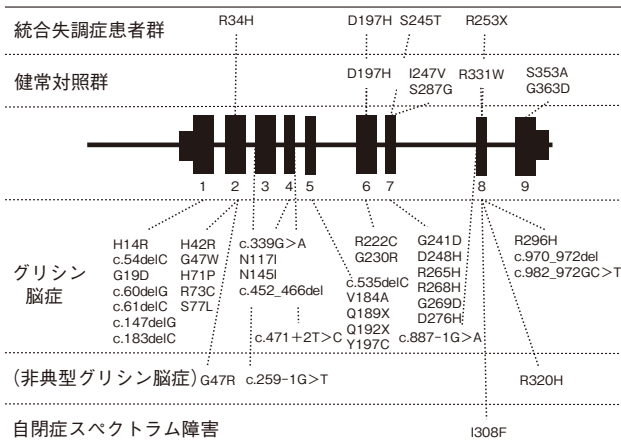 統合失調症患者群 R34H D197H S245T R253X
健常対照群 D197H I247V R331W S353A
S287G G363D
1 2 3 4 5 6 7 8 9
グリシン
脳症
H14R
c.54delC
G19D
c.60delG
c.61delC
c.147delG
c.183delC
H42R
G47W
H71P
R73C
S77L
c.339G>A
N117I
N145I
c.452_466del
c.471+2T>C
c.535delC
V184A
Q189X
Q192X
Y197C
R222C
G230R
G241D
D248H
R265H
R268H
G269D
D276H
c.887-1G>A
R296H
c.970_972del
c.982_972GC>T
(非典型グリシン脳症) G47R c.259-1G>T R320H
自閉症スペクトラム障害 I308F